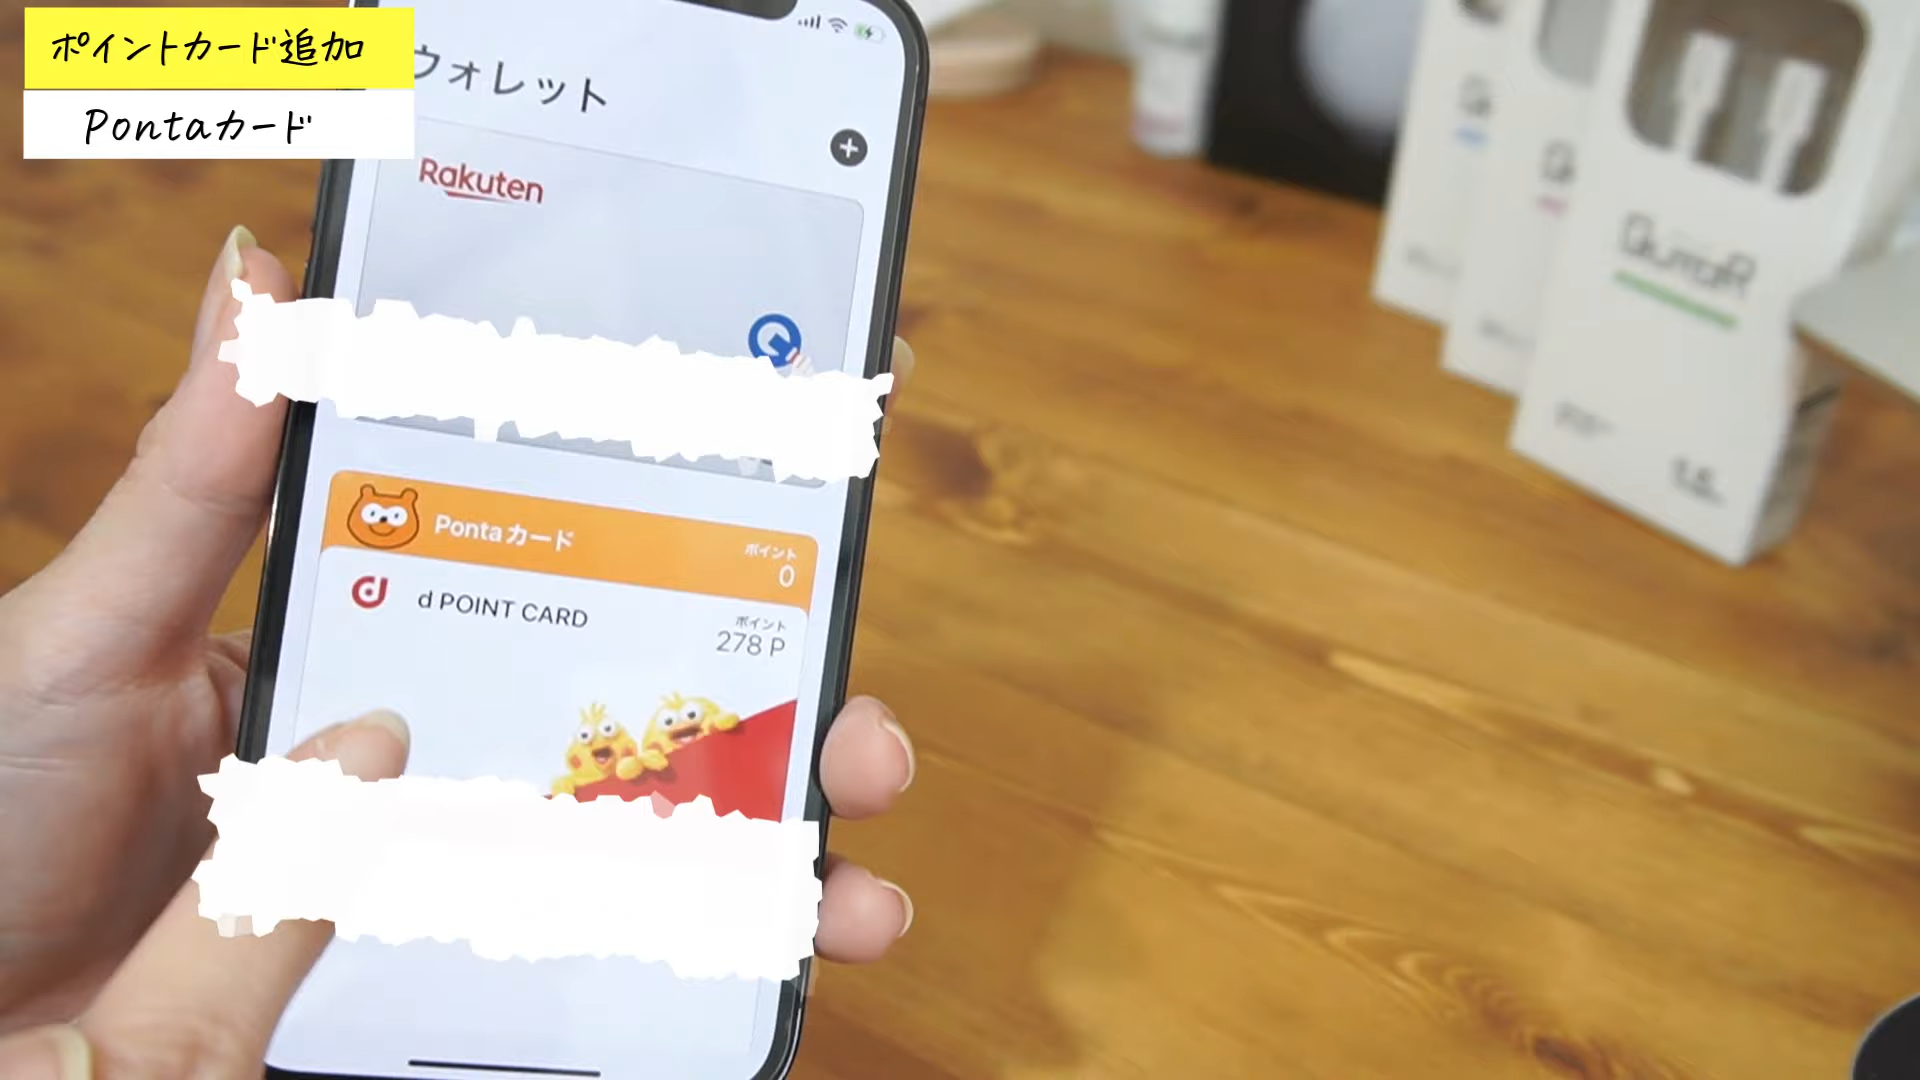 ポイントカード追加
Pontaカード
ウォレット
Rakuten
Pontaカード
ポイント
0
d POINT CARD
ポイント
278 P